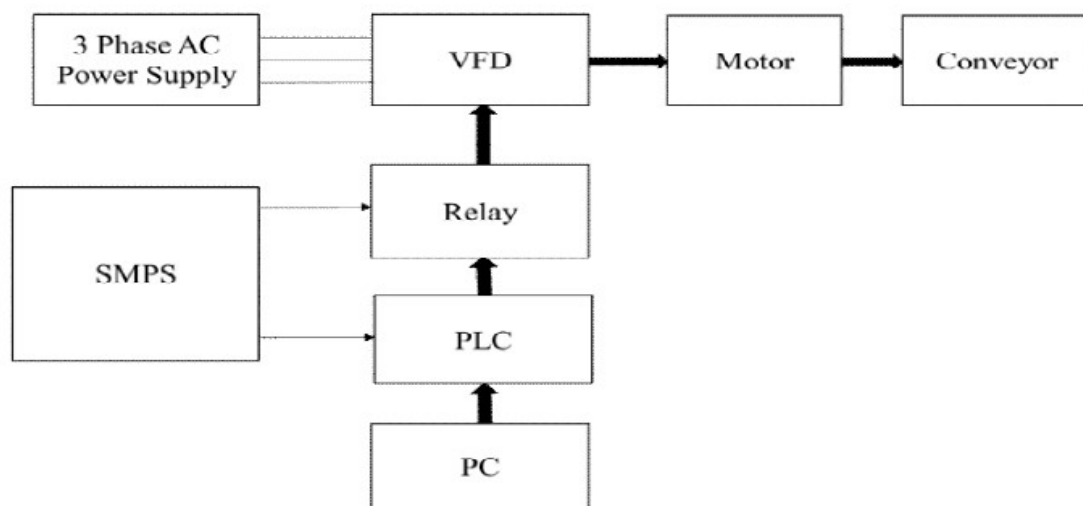 3 Phase AC
Power Supply
VFD
Motor
Conveyor
Relay
SMPS
PLC
PC